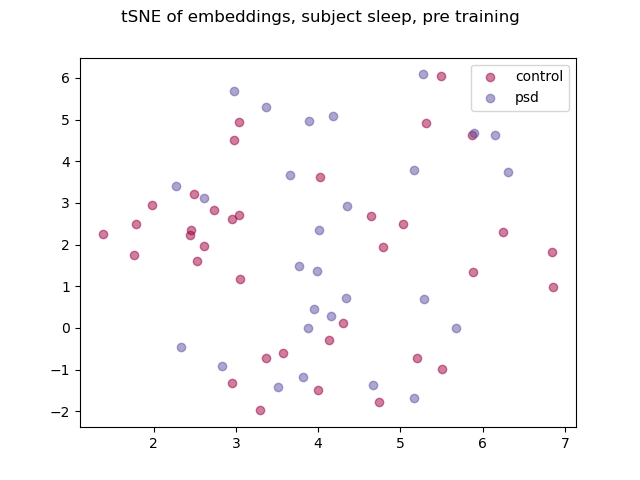 tSNE of embeddings, subject sleep, pre training
control
psd
6
5
4
3
2
1
0
−1
−2
2 3 4 5 6 7